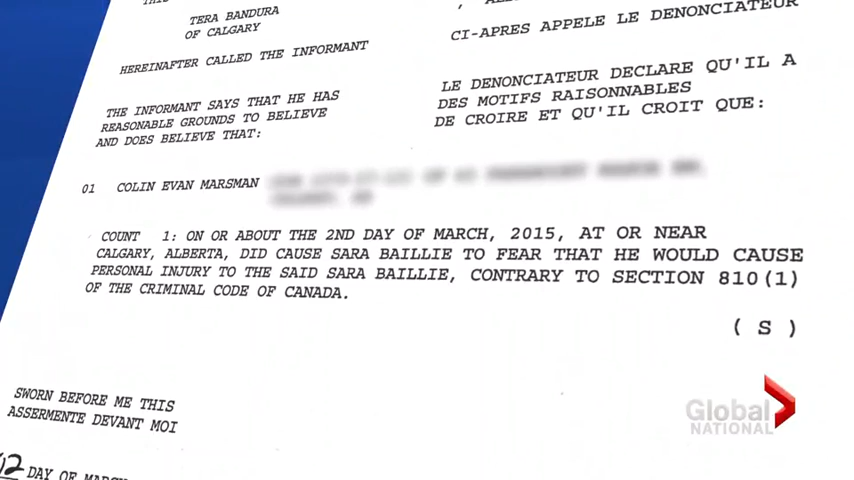 THIS
TERA BANDURA
OF CALGARY
HEREINAFTER CALLED THE INFORMANT
THE INFORMANT SAYS THAT HE HAS
REASONABLE GROUNDS TO BELIEVE
AND DOES BELIEVE THAT:
CI-APRES APPELE LE DENONCIATEUR
LE DENONCIATEUR DECLARE QU'IL A
DES MOTIFS RAISONNABLES
DE CROIRE ET QU'IL CROIT QUE:
01 COLIN EVAN MARSMAN
COUNT 1: ON OR ABOUT THE 2ND DAY OF MARCH, 2015, AT OR NEAR
CALGARY, ALBERTA, DID CAUSE SARA BAILLIE TO FEAR THAT HE WOULD CAUSE
PERSONAL INJURY TO THE SAID SARA BAILLIE, CONTRARY TO SECTION 810(1)
OF THE CRIMINAL CODE OF CANADA.
( S )
SWORN BEFORE ME THIS
ASSERMENTE DEVANT MOI
DAY OF MARCH
Global
NATIONAL